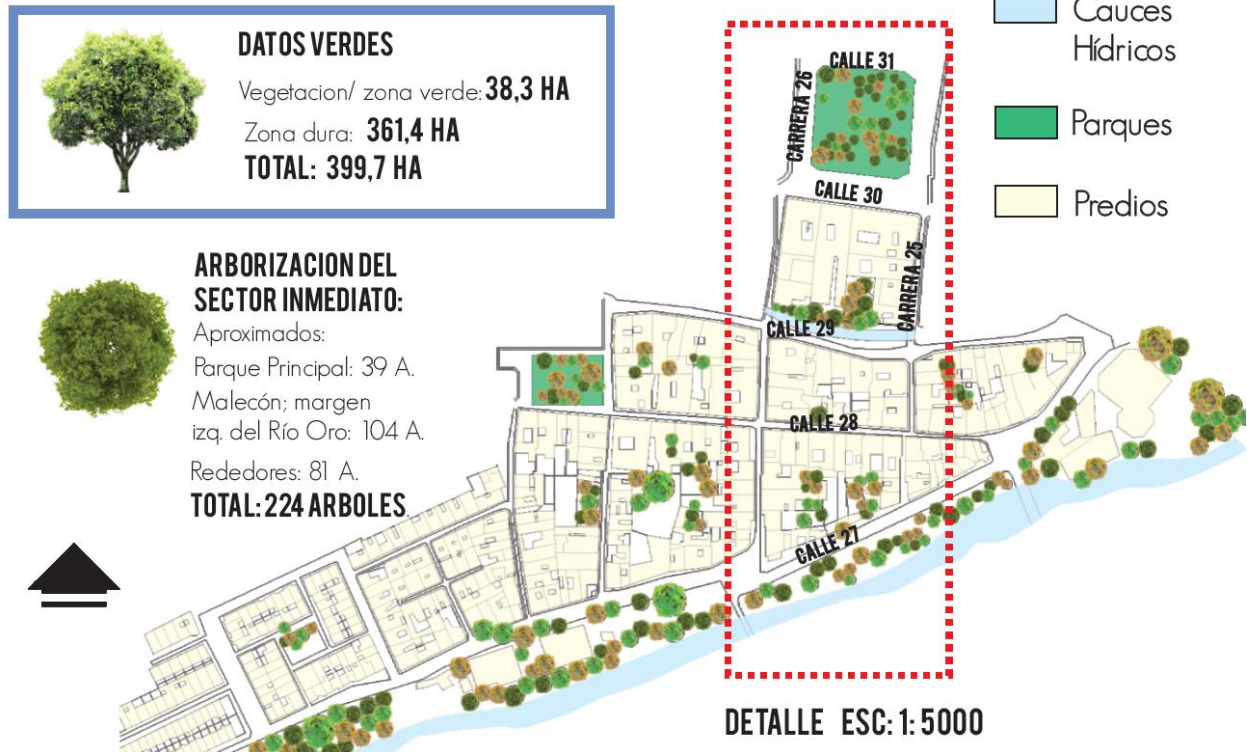 DATOS VERDES
Vegetacion/ zona verde: 38,3 HA
Zona dura: 361,4 HA
TOTAL: 399,7 HA
ARBORIZACION DEL
SECTOR INMEDIATO:
Aproximados:
Parque Principal: 39 A.
Malecón; margen
izq. del Río Oro: 104 A.
Rededores: 81 A.
TOTAL: 224 ARBOLES.
CALLE 31
CARRERA 26
CALLE 30
CARRERA 25
CALLE 29
CALLE 28
CALLE 27
DETALLE ESC: 1: 5000
Cauces
Hídricos
Parques
Predios